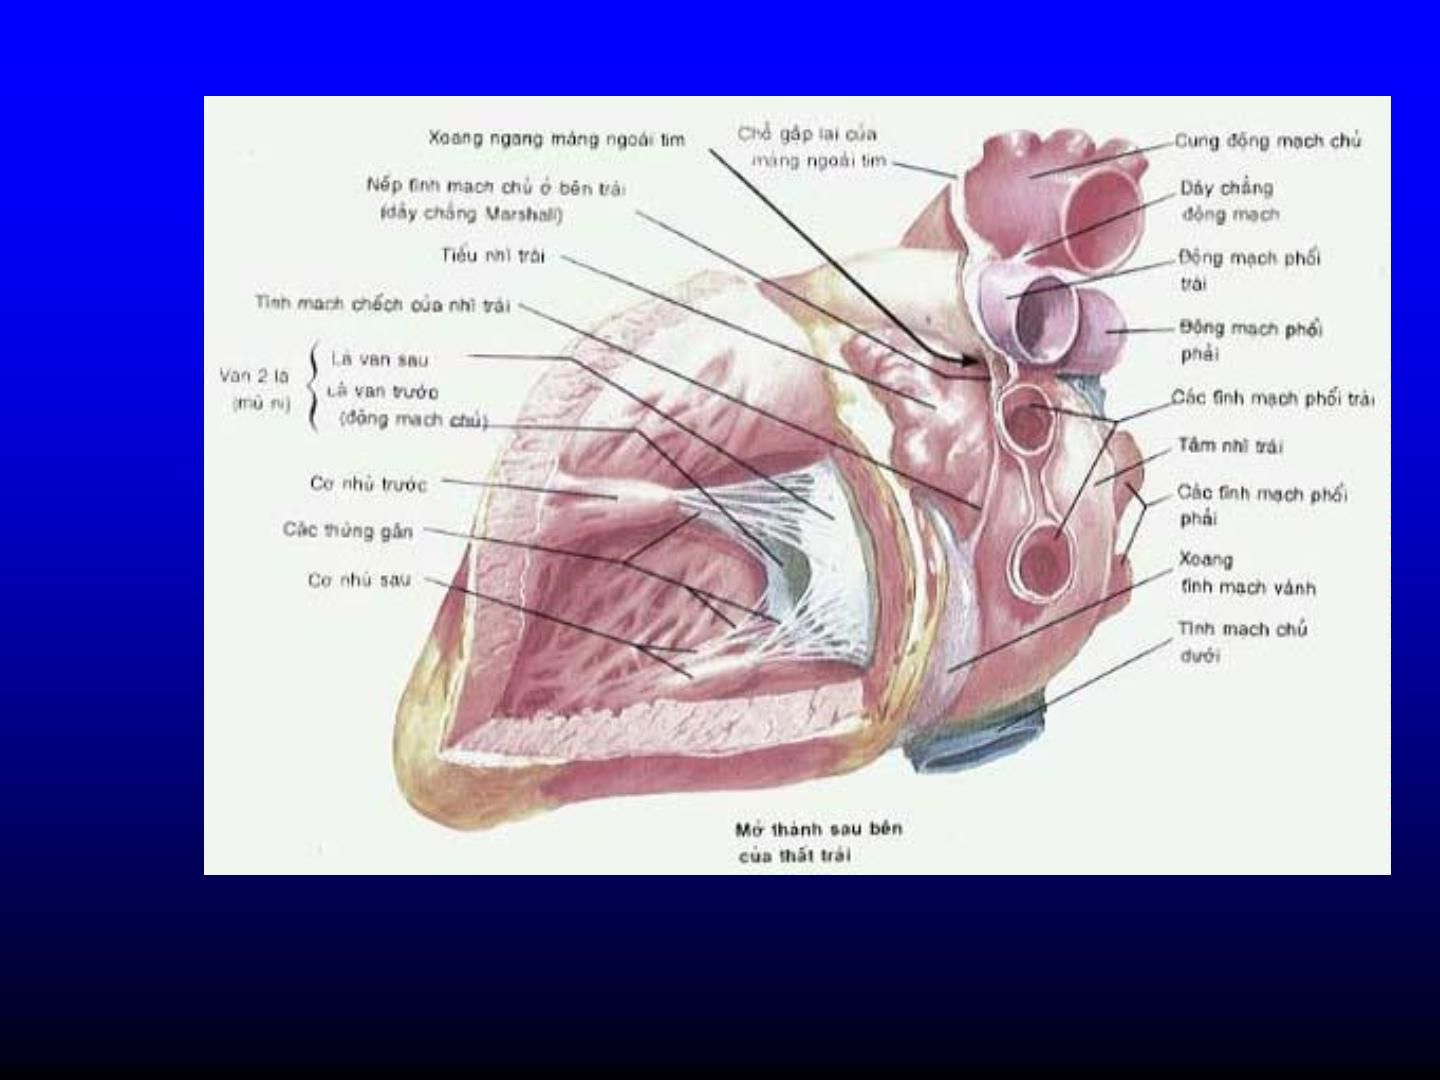 Xoang ngang màng ngoài tim
Chỗ gấp lại của
màng ngoài tim
Nếp tĩnh mạch chủ ở bên trái
(dây chằng Marshall)
Tiểu nhĩ trái
Tĩnh mạch chếch của nhĩ trái
Van 2 lá
(mũ ni)
Lá van sau
Lá van trước
(động mạch chủ)
Cơ nhú trước
Các thừng gân
Cơ nhú sau
Cung động mạch chủ
Dây chằng
động mạch
Động mạch phổi
trái
Động mạch phổi
phải
Các tĩnh mạch phổi trái
Tâm nhĩ trái
Các tĩnh mạch phổi
phải
Xoang
tĩnh mạch vành
Tĩnh mạch chủ
dưới
Mở thành sau bên
của thất trái